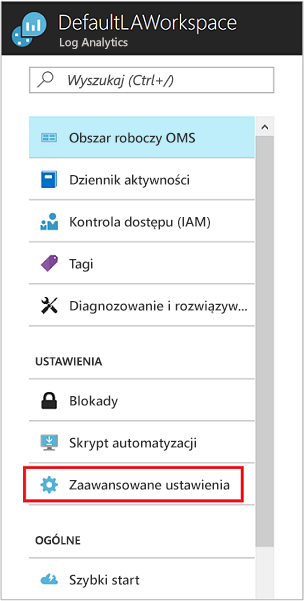 DefaultLAWorkspace
Log Analytics
Wyszukaj (Ctrl+/)
Obszar roboczy OMS
Dziennik aktywności
Kontrola dostępu (IAM)
Tagi
Diagnozowanie i rozwiązyw...
USTAWIENIA
Blokady
Skrypt automatyzacji
Zaawansowane ustawienia
OGÓLNE
Szybki start